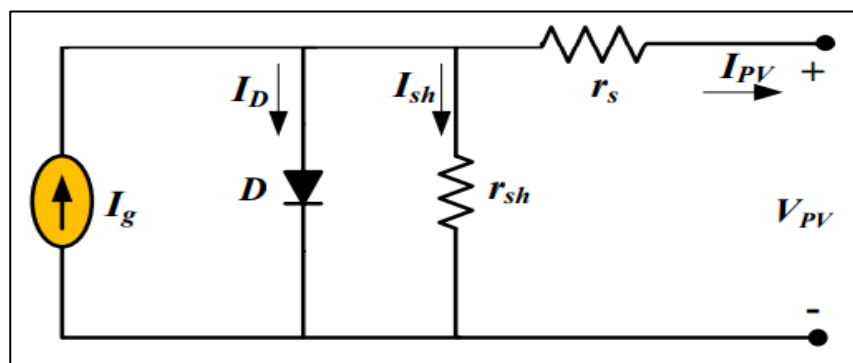 I_D
I_sh
r_s
I_PV
+
I_g
D
r_sh
V_PV
-